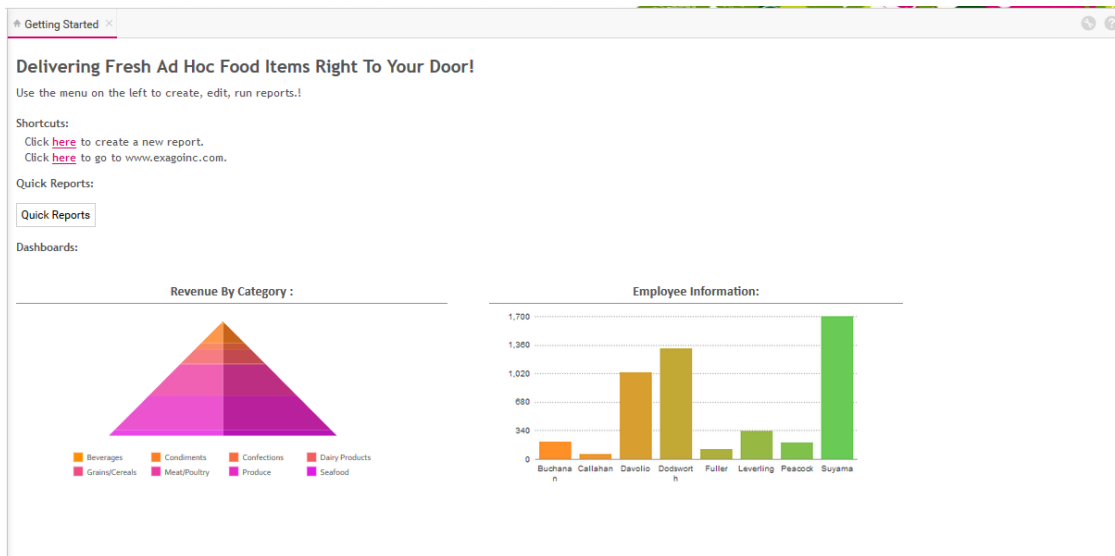 Getting Started
Delivering Fresh Ad Hoc Food Items Right To Your Door!
Use the menu on the left to create, edit, run reports.!
Shortcuts:
Click here to create a new report.
Click here to go to www.exagoinc.com.
Quick Reports:
Quick Reports
Dashboards:
Revenue By Category :
Beverages Condiments Confections Dairy Products
Grains/Cereals Meat/Poultry Produce Seafood
Employee Information:
1,700
1,360
1,020
680
340
0
Buchana Callahan Davolio Dodswort Fuller Leverling Peacock Suyama
n h